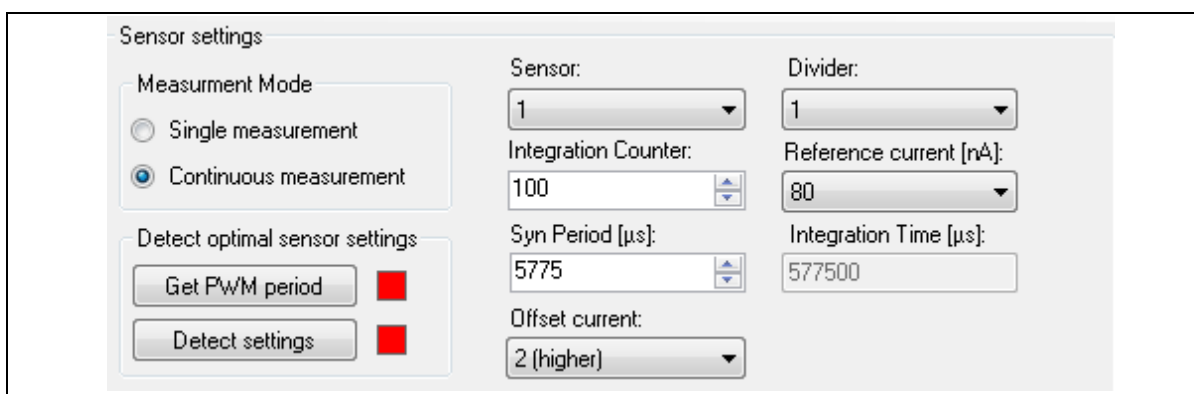 Sensor settings
Measurment Mode
Single measurement
Continuous measurement
Detect optimal sensor settings
Get PWM period
Detect settings
Sensor:
1
Divider:
1
Integration Counter:
100
Reference current [nA]:
80
Syn Period [µs]:
5775
Integration Time [µs]:
577500
Offset current:
2 (higher)